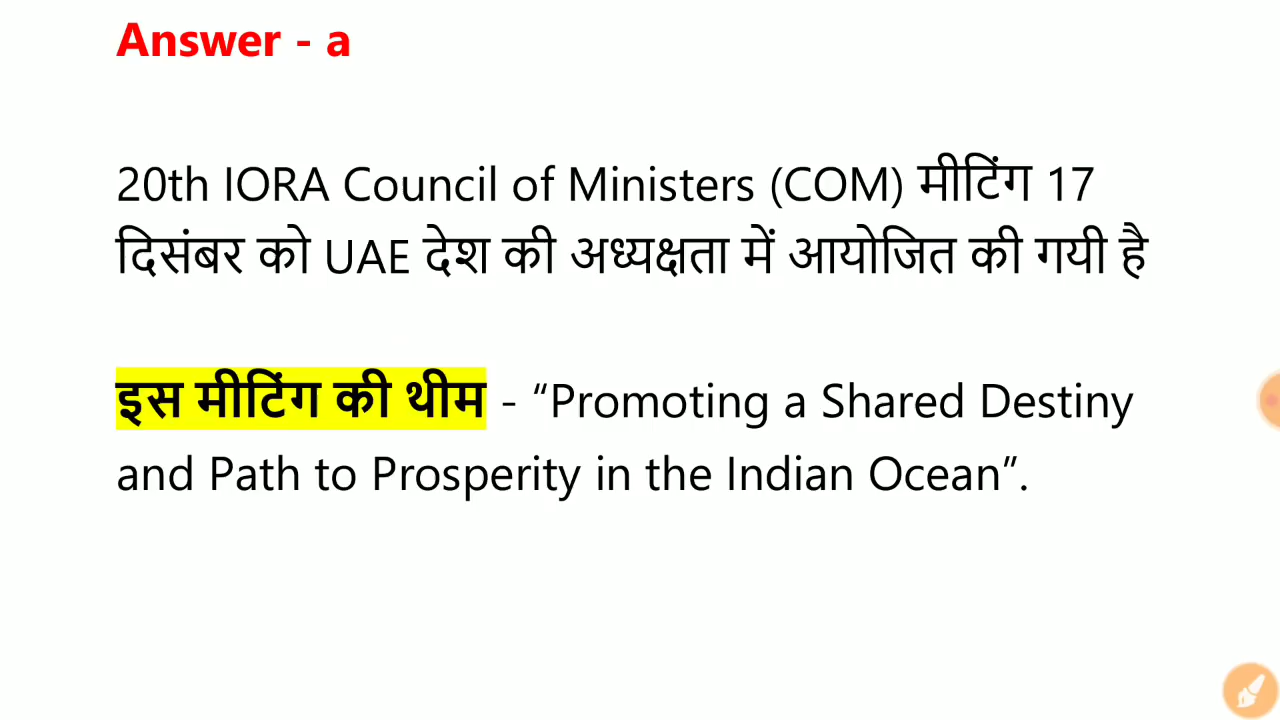 Answer - a
20th IORA Council of Ministers (COM) मीटिंग 17
दिसंबर को UAE देश की अध्यक्षता में आयोजित की गयी है
इस मीटिंग की थीम - “Promoting a Shared Destiny
and Path to Prosperity in the Indian Ocean”.